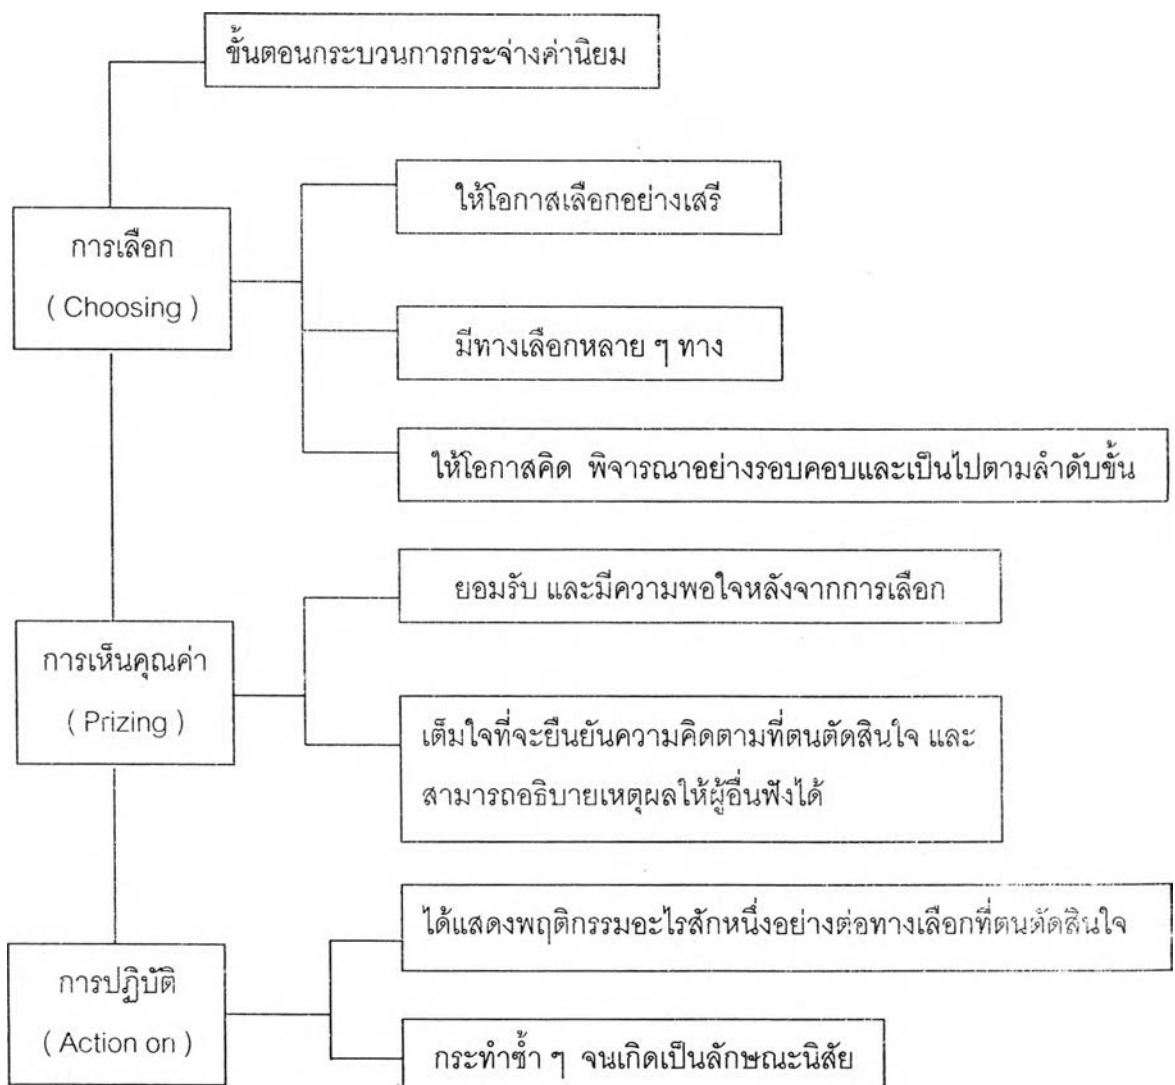 ขั้นตอนกระบวนการกระจ่างค่านิยม
การเลือก
( Choosing )
ให้โอกาสเลือกอย่างเสรี
มีทางเลือกหลาย ๆ ทาง
ให้โอกาสคิด พิจารณาอย่างรอบคอบและเป็นไปตามลำดับขั้น
การเห็นคุณค่า
( Prizing )
ยอมรับ และมีความพอใจหลังจากการเลือก
เต็มใจที่จะยืนยันความคิดตามที่ตนตัดสินใจ และ
สามารถอธิบายเหตุผลให้ผู้อื่นฟังได้
การปฏิบัติ
( Action on )
ได้แสดงพฤติกรรมอะไรสักหนึ่งอย่างต่อทางเลือกที่ตนตัดสินใจ
กระทำซ้ำ ๆ จนเกิดเป็นลักษณะนิสัย